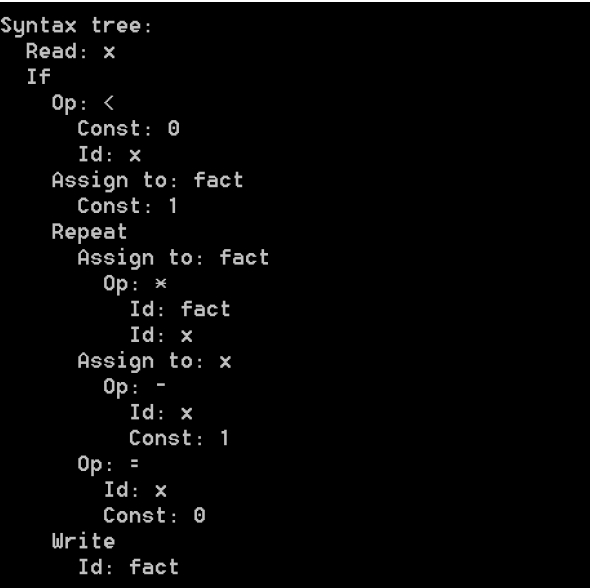 Syntax tree:
  Read: x
  If
    Op: <
      Const: 0
      Id: x
    Assign to: fact
      Const: 1
    Repeat
      Assign to: fact
        Op: *
          Id: fact
          Id: x
      Assign to: x
        Op: -
          Id: x
          Const: 1
      Op: =
        Id: x
        Const: 0
    Write
      Id: fact